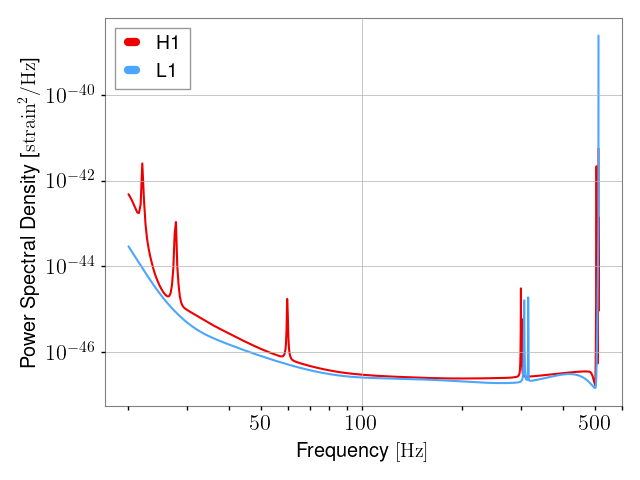 H1
L1
Power Spectral Density [strain²/Hz]
10⁻⁴⁰
10⁻⁴²
10⁻⁴⁴
10⁻⁴⁶
50
100
500
Frequency [Hz]